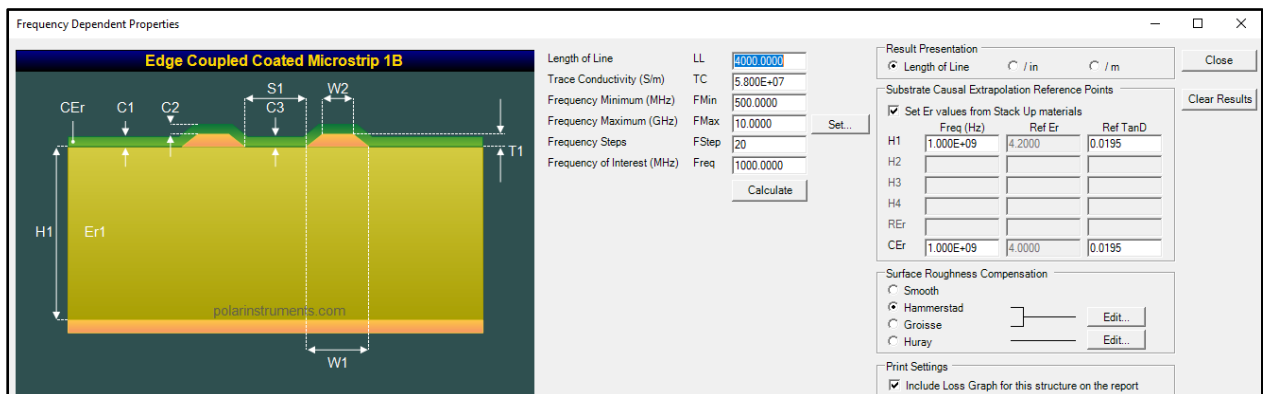 Frequency Dependent Properties
Edge Coupled Coated Microstrip 1B
CEr C1 C2 S1 C3 W2
T1
H1 Er1
polarinstruments.com
W1
Length of Line LL 4000.0000
Trace Conductivity (S/m) TC 5.800E+07
Frequency Minimum (MHz) FMin 500.0000
Frequency Maximum (GHz) FMax 10.0000 Set...
Frequency Steps FStep 20
Frequency of Interest (MHz) Freq 1000.0000
Calculate
Result Presentation
Length of Line / in / m
Substrate Causal Extrapolation Reference Points
Set Er values from Stack Up materials
Freq (Hz) Ref Er Ref TanD
H1 1.000E+09 4.2000 0.0195
H2
H3
H4
REr
CEr 1.000E+09 4.0000 0.0195
Surface Roughness Compensation
Smooth
Hammerstad
Edit...
Groisse
Huray Edit...
Print Settings
Include Loss Graph for this structure on the report
Close
Clear Results